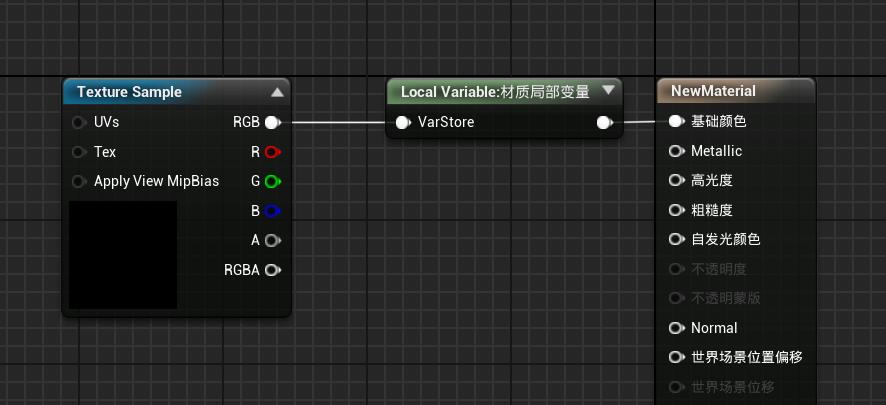 Texture Sample
UVs
RGB
Tex
R
Apply View MipBias
G
B
A
RGBA
Local Variable:材质局部变量
VarStore
NewMaterial
基础颜色
Metallic
高光度
粗糙度
自发光颜色
不透明度
不透明蒙版
Normal
世界场景位置偏移
世界场景位移